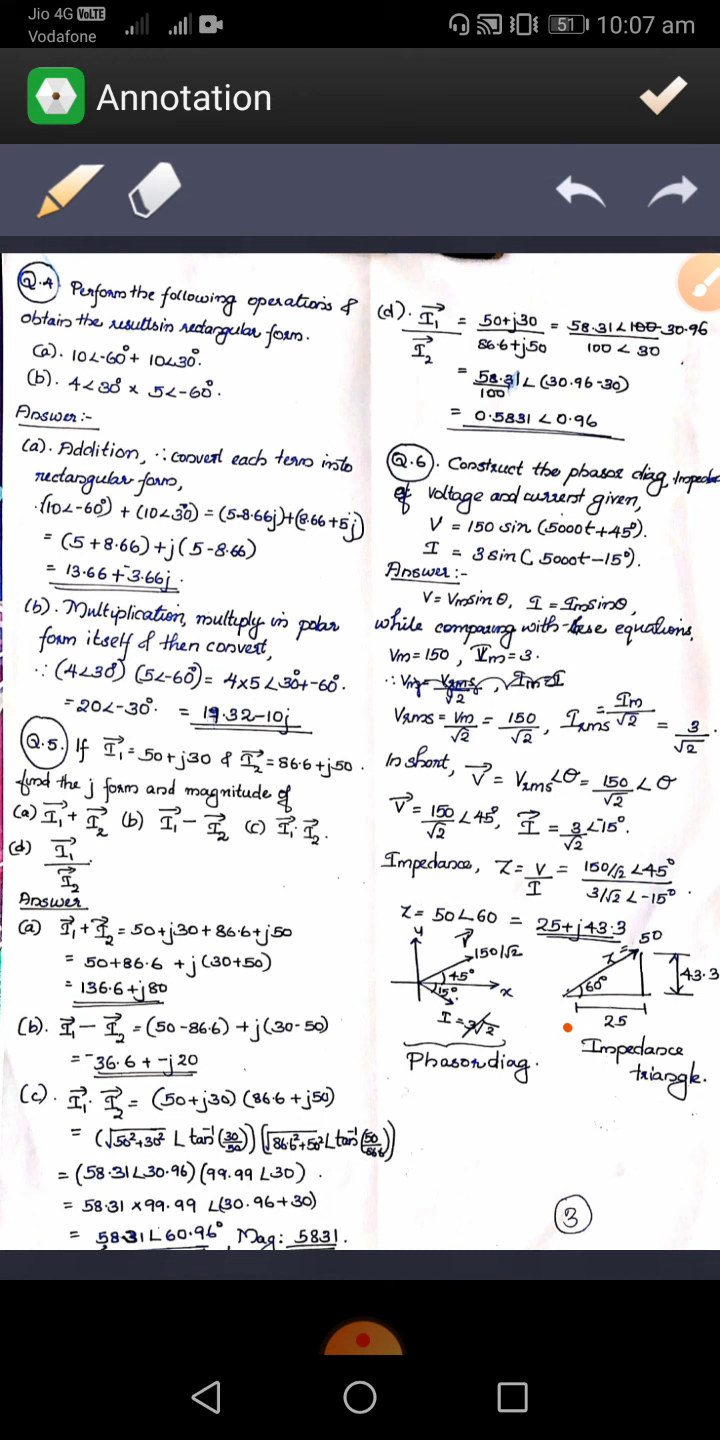 Jio 4G VoLTE
Vodafone
51
10:07 am
Annotation
Q.4 Perform the following operations &
obtain the results in rectangular form.
(a). 10∠-60° + 10∠30°.
(b). 4∠30° × 5∠-60°.
Answer:-
(a). Addition, ∴ convert each term into
rectangular form,
(10∠-60°) + (10∠30°) = (5-8.66j)+(8.66+5j)
= (5+8.66)+j(5-8.66)
= 13.66+-3.66j.
(b). Multiplication, multiply in polar
form itself & then convert,
∴ (4∠30°) (5∠-60°) = 4×5∠30°+-60°.
= 20∠-30°. = 17.32-10j
Q.5. If I₁ = 50+j30 & I₂ = 86.6+j50.
find the j form and magnitude of
(a) I₁ + I₂ (b) I₁ - I₂ (c) I₁.I₂.
(d) I₁
I₂
Answer
(a) I₁+I₂ = 50+j30+86.6+j50
= 50+86.6 +j(30+50)
= 136.6+j80
(b). I₁- I₂ = (50-86.6) +j(30-50)
= -36.6+-j20
(c). I₁. I₂ = (50+j30) (86.6+j50)
= (√50²+30² ∠tan⁻¹(30/50)) (√86.6²+50² ∠tan⁻¹(50/86.6))
= (58.31∠30.96) (99.99∠30).
= 58.31×99.99 ∠(30.96+30)
= 5831∠60.96°, Mag: 5831.
(d). I₁/I₂ = 50+j30/86.6+j50 = 58.31∠30.96/100∠30
= 58.31/100 ∠(30.96-30)
= 0.5831∠0.96
Q.6. Construct the phasor diag,
of voltage and current given,
V = 150 sin (5000t+45°).
I = 3 sin (5000t-15°).
Answer:-
V = Vm sin θ, I = Im sin θ,
while comparing with these equations,
Vm = 150, Im = 3.
Vrms = Vm/√2 = 150/√2, Irms = Im/√2 = 3/√2.
In short, V = Vrms∠θ = 150/√2 ∠θ
V = 150/√2 ∠45°, I = 3/√2 ∠-15°.
Impedance, Z = V/I = 150/√2 ∠45° / 3/√2 ∠-15°.
Z = 50∠60 = 25+j43.3
y
V
150/√2
45°
15°
x
I = 3/√2
Phasor diag.
Z = 50
60°
43.3
25
Impedance
triangle.
3